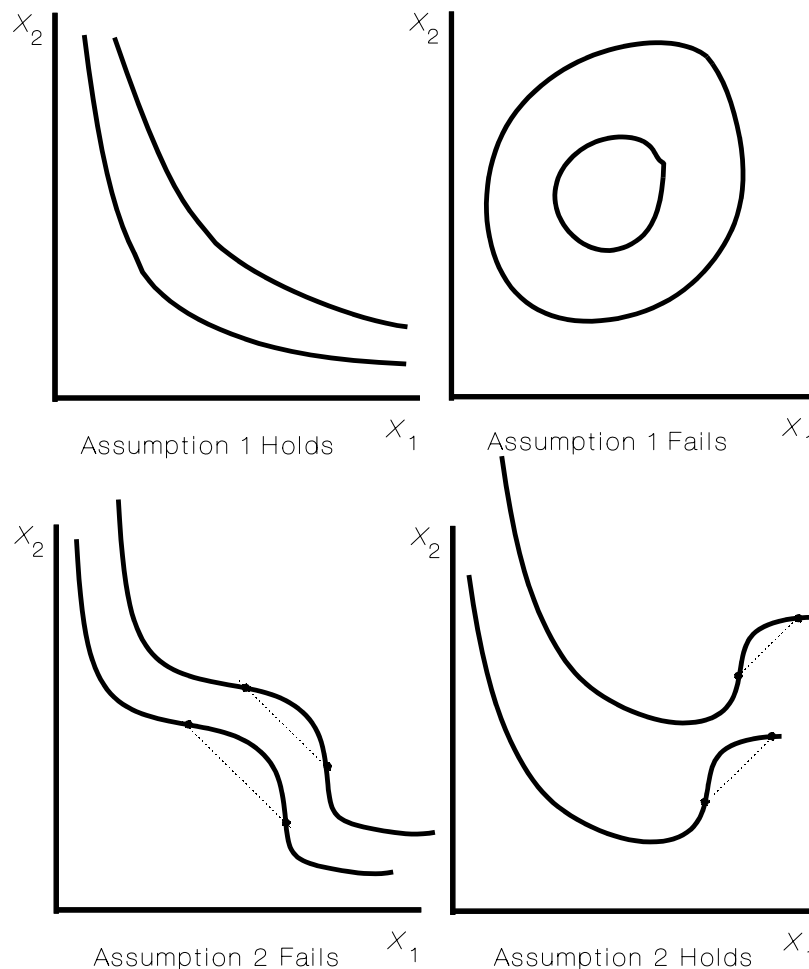 X2
X2
X1
X
Assumption 1 Holds
Assumption 1 Fails
X2
X2
X1
X
Assumption 2 Fails
Assumption 2 Holds